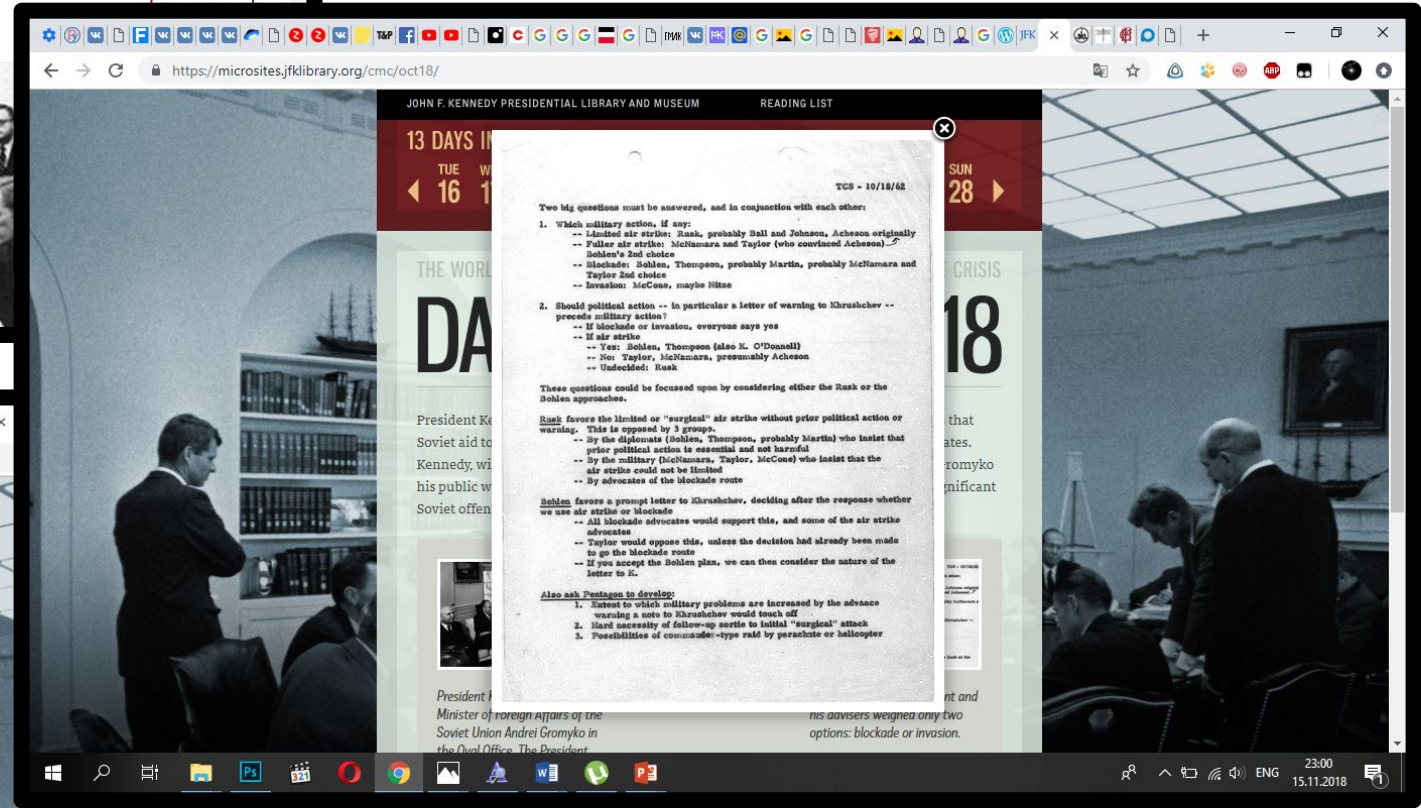 T&P
JFK
https://microsites.jfklibrary.org/cmc/oct18/
ABP
JOHN F. KENNEDY PRESIDENTIAL LIBRARY AND MUSEUM READING LIST
13 DAYS IN
TUE
SUN
16 1
28
TCS - 10/18/62
Two big questions must be answered, and in conjunction with each other:
1. Which military action, if any:
-- Limited air strike: Rusk, probably Ball and Johnson, Acheson originally
-- Fuller air strike: McNamara and Taylor (who convinced Acheson)
Bohlen's 2nd choice
-- Blockade: Bohlen, Thompson, probably Martin, probably McNamara and
Taylor 2nd choice
-- Invasion: McCone, maybe Nitze
2. Should political action -- in particular a letter of warning to Khrushchev --
precede military action?
-- If blockade or invasion, everyone says yes
-- If air strike
-- Yes: Bohlen, Thompson (also K. O'Donnell)
-- No: Taylor, McNamara, presumably Acheson
-- Undecided: Rusk
These questions could be focussed upon by considering either the Rusk or the
Bohlen approaches.
Rusk favors the limited or "surgical" air strike without prior political action or
warning. This is opposed by 3 groups.
-- By the diplomats (Bohlen, Thompson, probably Martin) who insist that
prior political action is essential and not harmful
-- By the military (McNamara, Taylor, McCone) who insist that the
air strike could not be limited
-- By advocates of the blockade route
Bohlen favors a prompt letter to Khrushchev, deciding after the response whether
we use air strike or blockade
-- All blockade advocates would support this, and some of the air strike
advocates
-- Taylor would oppose this, unless the decision had already been made
to go the blockade route
-- If you accept the Bohlen plan, we can then consider the nature of the
letter to K.
Also ask Pentagon to develop:
1. Extent to which military problems are increased by the advance
warning a note to Khrushchev would touch off
2. Hard necessity of follow-up sortie to initial "surgical" attack
3. Possibilities of commander-type raid by parachute or helicopter
THE WORL
CRISIS
DA
18
President Ke
that
Soviet aid to
ates.
Kennedy, wi
romyko
his public w
gnificant
Soviet offen
President
Minister of Foreign Affairs of the
Soviet Union Andrei Gromyko in
the Oval Office. The President
nt and
his advisers weighed only two
options: blockade or invasion.
Ps
321
ENG
23:00
15.11.2018
1